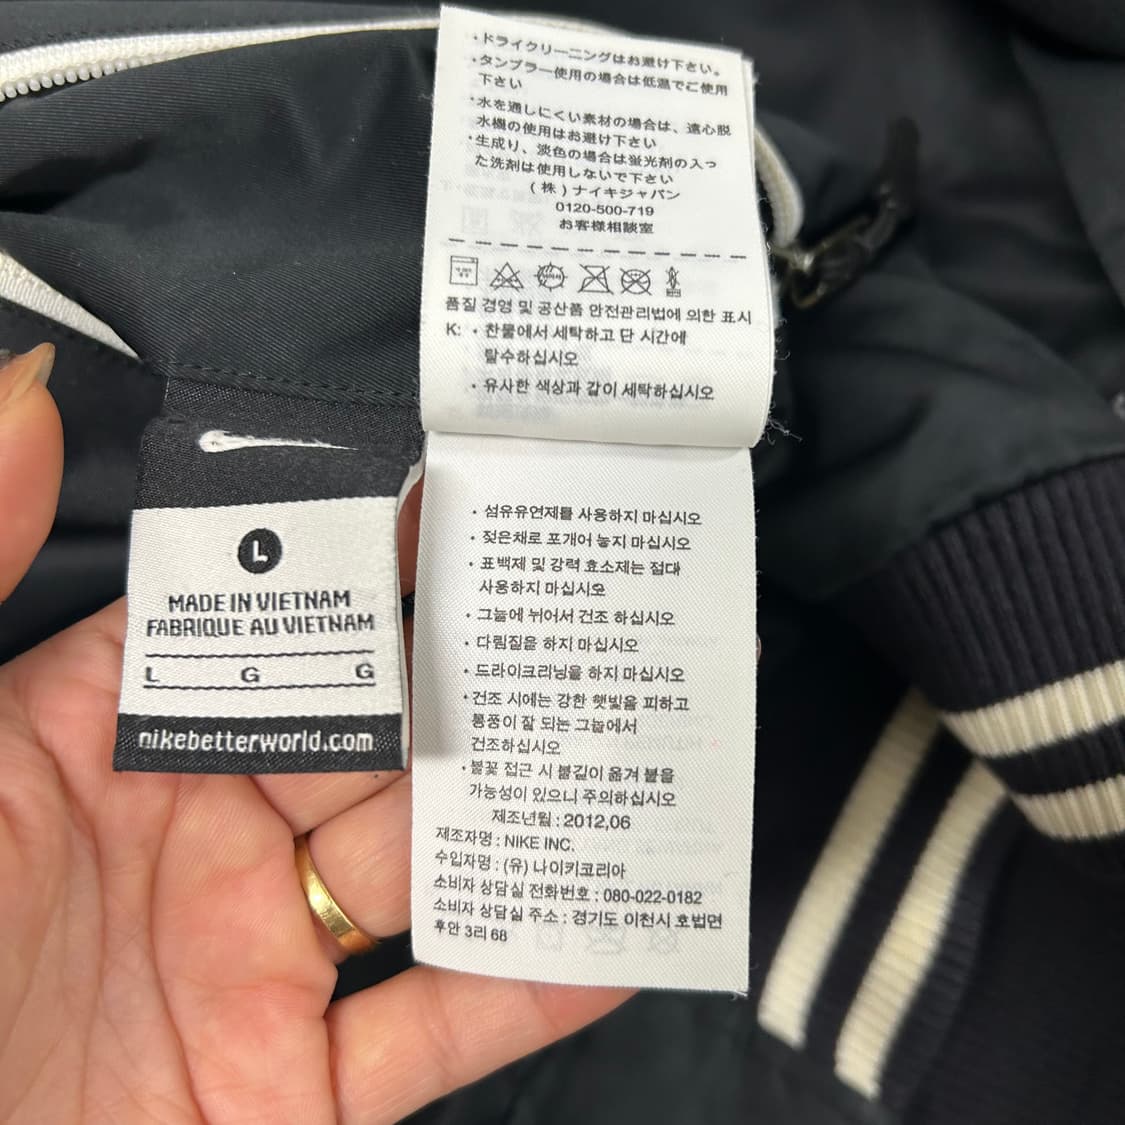 ・ドライクリーニングはお避け下さい。
・タンブラー使用の場合は低温でご使用
下さい
・水を通しにくい素材の場合は、遠心脱
水機の使用はお避け下さい
・生成り、淡色の場合は蛍光剤の入っ
た洗剤は使用しないで下さい
(株)ナイキジャパン
0120-500-719
お客様相談室
품질 경영 및 공산품 안전관리법에 의한 표시
K: • 찬물에서 세탁하고 단 시간에
탈수하십시오
• 유사한 색상과 같이 세탁하십시오
• 섬유유연제를 사용하지 마십시오
• 젖은채로 포개어 놓지 마십시오
• 표백제 및 강력 효소제는 절대
사용하지 마십시오
• 그늘에 뉘어서 건조 하십시오
• 다림질을 하지 마십시오
• 드라이크리닝을 하지 마십시오
• 건조 시에는 강한 햇빛을 피하고
통풍이 잘 되는 그늘에서
건조하십시오
• 불꽃 접근 시 불길이 옮겨 붙을
가능성이 있으니 주의하십시오
제조년월 : 2012,06
제조자명 : NIKE INC.
수입자명 : (유) 나이키코리아
소비자 상담실 전화번호 : 080-022-0182
소비자 상담실 주소 : 경기도 이천시 호법면
후안 3리 68
L
MADE IN VIETNAM
FABRIQUE AU VIETNAM
L G G
nikebetterworld.com